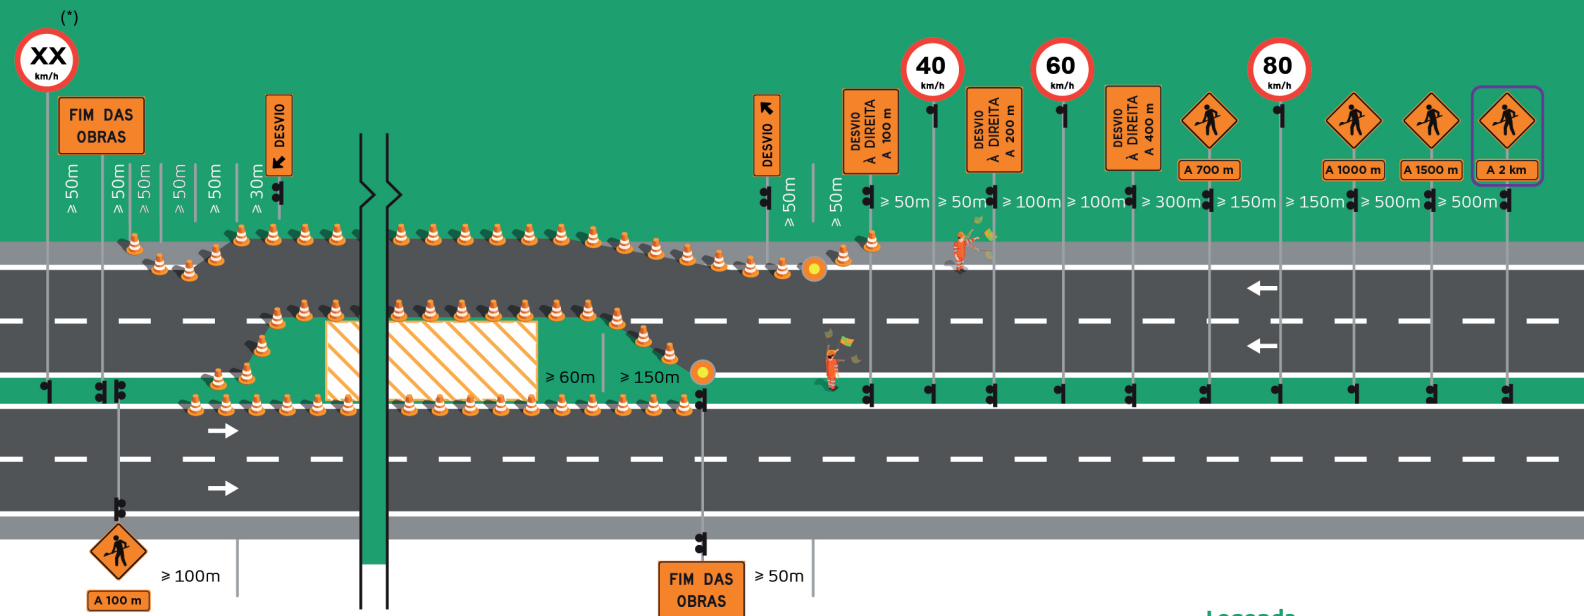 (*)
XX
km/h
FIM DAS
OBRAS
DESVIO
DESVIO
DESVIO
À DIREITA
A 100 m
40
km/h
DESVIO
À DIREITA
A 200 m
60
km/h
DESVIO
À DIREITA
A 400 m
A 700 m
80
km/h
A 1000 m
A 1500 m
A 2 km
≥ 50m
≥ 50m
≥ 50m
≥ 50m
≥ 50m
≥ 30m
≥ 50m
≥ 50m
≥ 50m
≥ 50m
≥ 100m
≥ 100m
≥ 300m
≥ 150m
≥ 150m
≥ 500m
≥ 500m
≥ 60m
≥ 150m
A 100 m
≥ 100m
FIM DAS
OBRAS
≥ 50m
Legenda